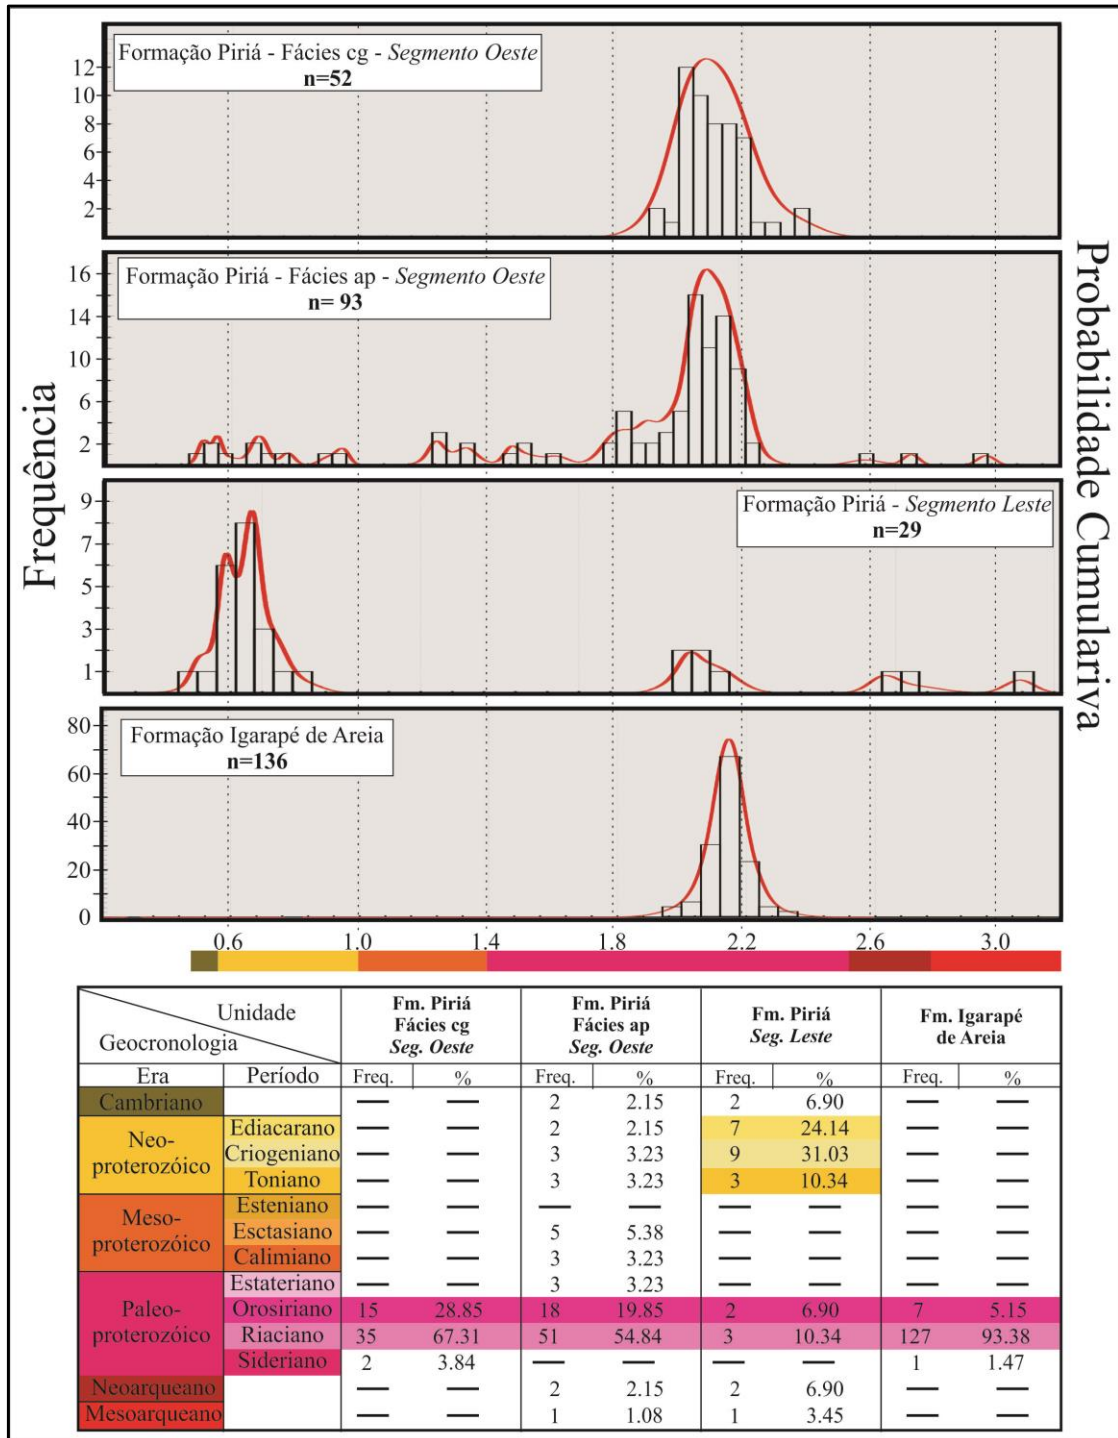 Frequência
Probabilidade Cumulariva
Formação Piriá - Fácies cg - Segmento Oeste
n=52
12
10
8
6
4
2
Formação Piriá - Fácies ap - Segmento Oeste
n= 93
16
14
10
6
2
Formação Piriá - Segmento Leste
n=29
9
7
5
3
1
Formação Igarapé de Areia
n=136
80
60
40
20
0
0.6 1.0 1.4 1.8 2.2 2.6 3.0
Unidade
Geocronologia
Fm. Piriá
Fácies cg
Seg. Oeste
Fm. Piriá
Fácies ap
Seg. Oeste
Fm. Piriá
Seg. Leste
Fm. Igarapé
de Areia
Era Período Freq. % Freq. % Freq. % Freq. %
Cambriano — — 2 2.15 2 6.90 — —
Neo-
proterozóico
Ediacarano — — 2 2.15 7 24.14 — —
Criogeniano — — 3 3.23 9 31.03 — —
Toniano — — 3 3.23 3 10.34 — —
Meso-
proterozóico
Esteniano — — — — — — — —
Esctasiano — — 5 5.38 — — — —
Calimiano — — 3 3.23 — — — —
Paleo-
proterozóico
Estateriano — — 3 3.23 — — — —
Orosiriano 15 28.85 18 19.85 2 6.90 7 5.15
Riaciano 35 67.31 51 54.84 3 10.34 127 93.38
Sideriano 2 3.84 — — — — 1 1.47
Neoarqueano — — 2 2.15 2 6.90 — —
Mesoarqueano — — 1 1.08 1 3.45 — —